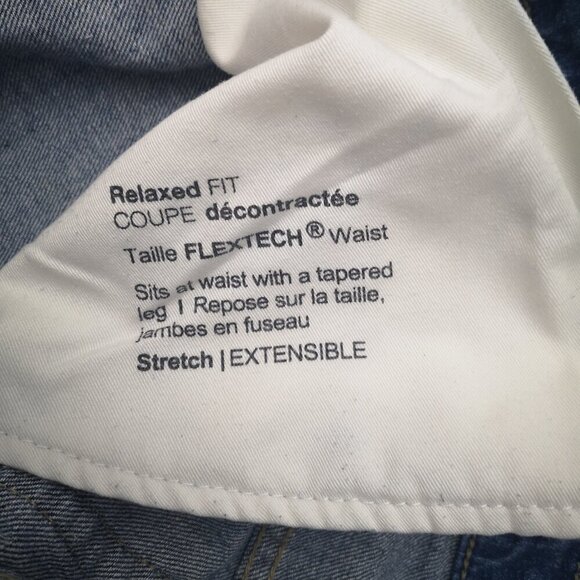 Relaxed FIT
COUPE décontractée
Taille FLEXTECH® Waist
Sits at waist with a tapered
leg | Repose sur la taille,
jambes en fuseau
Stretch | EXTENSIBLE